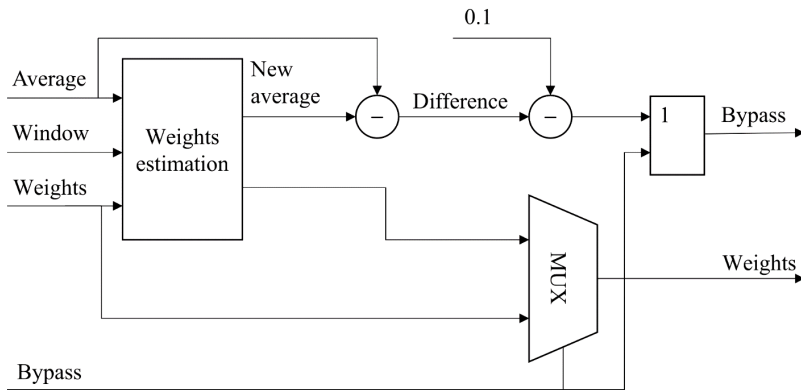 0.1
Average
New
average
Difference
1
Bypass
Window
Weights
estimation
−
−
Weights
MUX
Weights
Bypass